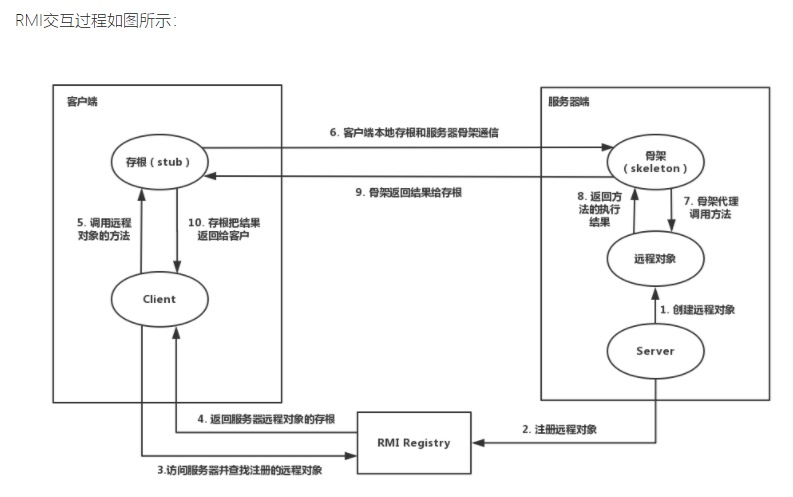 RMI交互过程如图所示：
客户端
服务器端
6. 客户端本地存根和服务器骨架通信
存根（stub）
骨架
（skeleton）
9. 骨架返回结果给存根
5. 调用远程
对象的方法
10. 存根把结果
返回给客户
8. 返回方
法的执行
结果
7. 骨架代理
调用方法
远程对象
Client
1. 创建远程对象
Server
4. 返回服务器远程对象的存根
RMI Registry
2. 注册远程对象
3.访问服务器并查找注册的远程对象